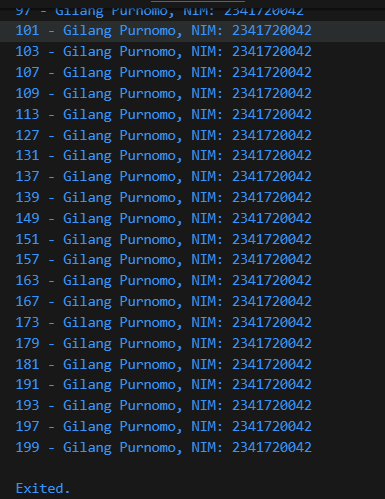 97 - Gilang Purnomo, NIM: 2341720042
101 - Gilang Purnomo, NIM: 2341720042
103 - Gilang Purnomo, NIM: 2341720042
107 - Gilang Purnomo, NIM: 2341720042
109 - Gilang Purnomo, NIM: 2341720042
113 - Gilang Purnomo, NIM: 2341720042
127 - Gilang Purnomo, NIM: 2341720042
131 - Gilang Purnomo, NIM: 2341720042
137 - Gilang Purnomo, NIM: 2341720042
139 - Gilang Purnomo, NIM: 2341720042
149 - Gilang Purnomo, NIM: 2341720042
151 - Gilang Purnomo, NIM: 2341720042
157 - Gilang Purnomo, NIM: 2341720042
163 - Gilang Purnomo, NIM: 2341720042
167 - Gilang Purnomo, NIM: 2341720042
173 - Gilang Purnomo, NIM: 2341720042
179 - Gilang Purnomo, NIM: 2341720042
181 - Gilang Purnomo, NIM: 2341720042
191 - Gilang Purnomo, NIM: 2341720042
193 - Gilang Purnomo, NIM: 2341720042
197 - Gilang Purnomo, NIM: 2341720042
199 - Gilang Purnomo, NIM: 2341720042
Exited.